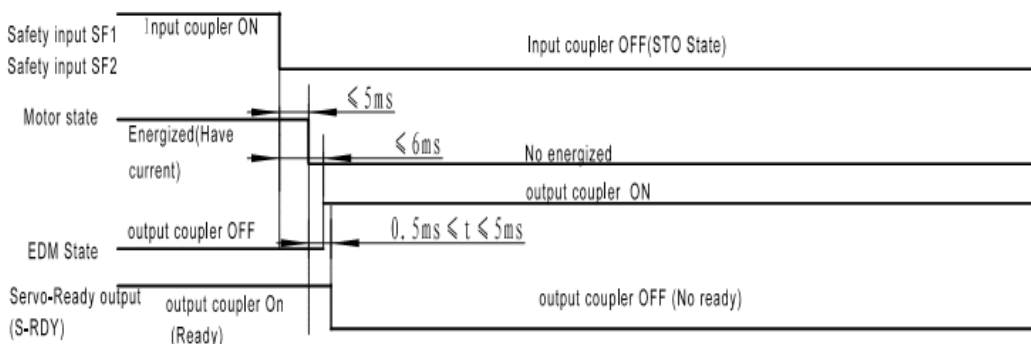 Safety input SF1
Input coupler ON
Safety input SF2
Input coupler OFF(STO State)
≤5ms
Motor state
Energized(Have
current)
≤6ms
No energized
output coupler ON
output coupler OFF
0.5ms≤t≤5ms
EDM State
Servo-Ready output
(S-RDY)
output coupler On
(Ready)
output coupler OFF (No ready)